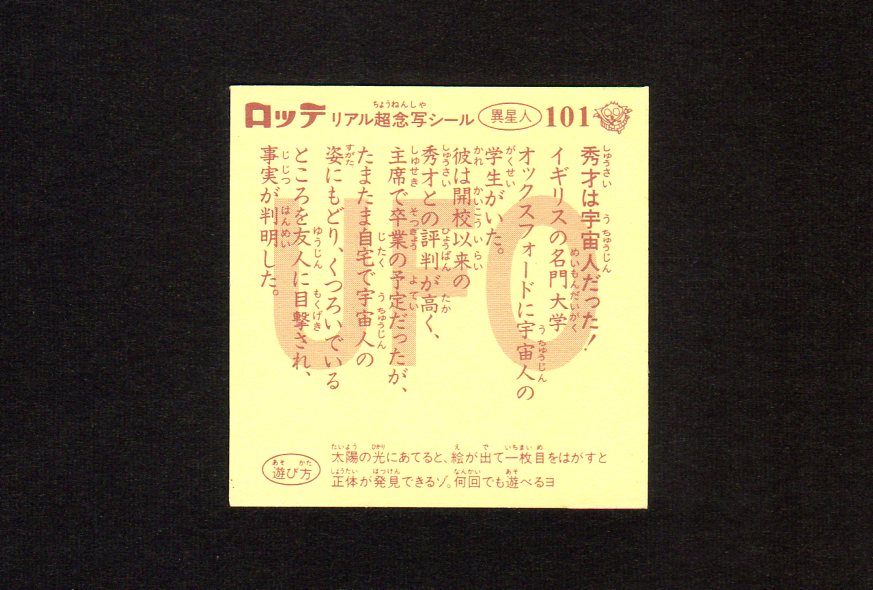 ロッテ リアル超念写シール 異星人 101
秀才は宇宙人だった!
イギリスの名門大学
オックスフォードに宇宙人の
学生がいた。
彼は開校以来の
秀才との評判が高く、
主席で卒業の予定だったが、
たまたま自宅で宇宙人の
姿にもどり、くつろいでいる
ところを友人に目撃され、
事実が判明した。
UFO
遊び方
太陽の光にあてると、絵が出て一枚目をはがすと
正体が発見できるゾ。何回でも遊べるヨ